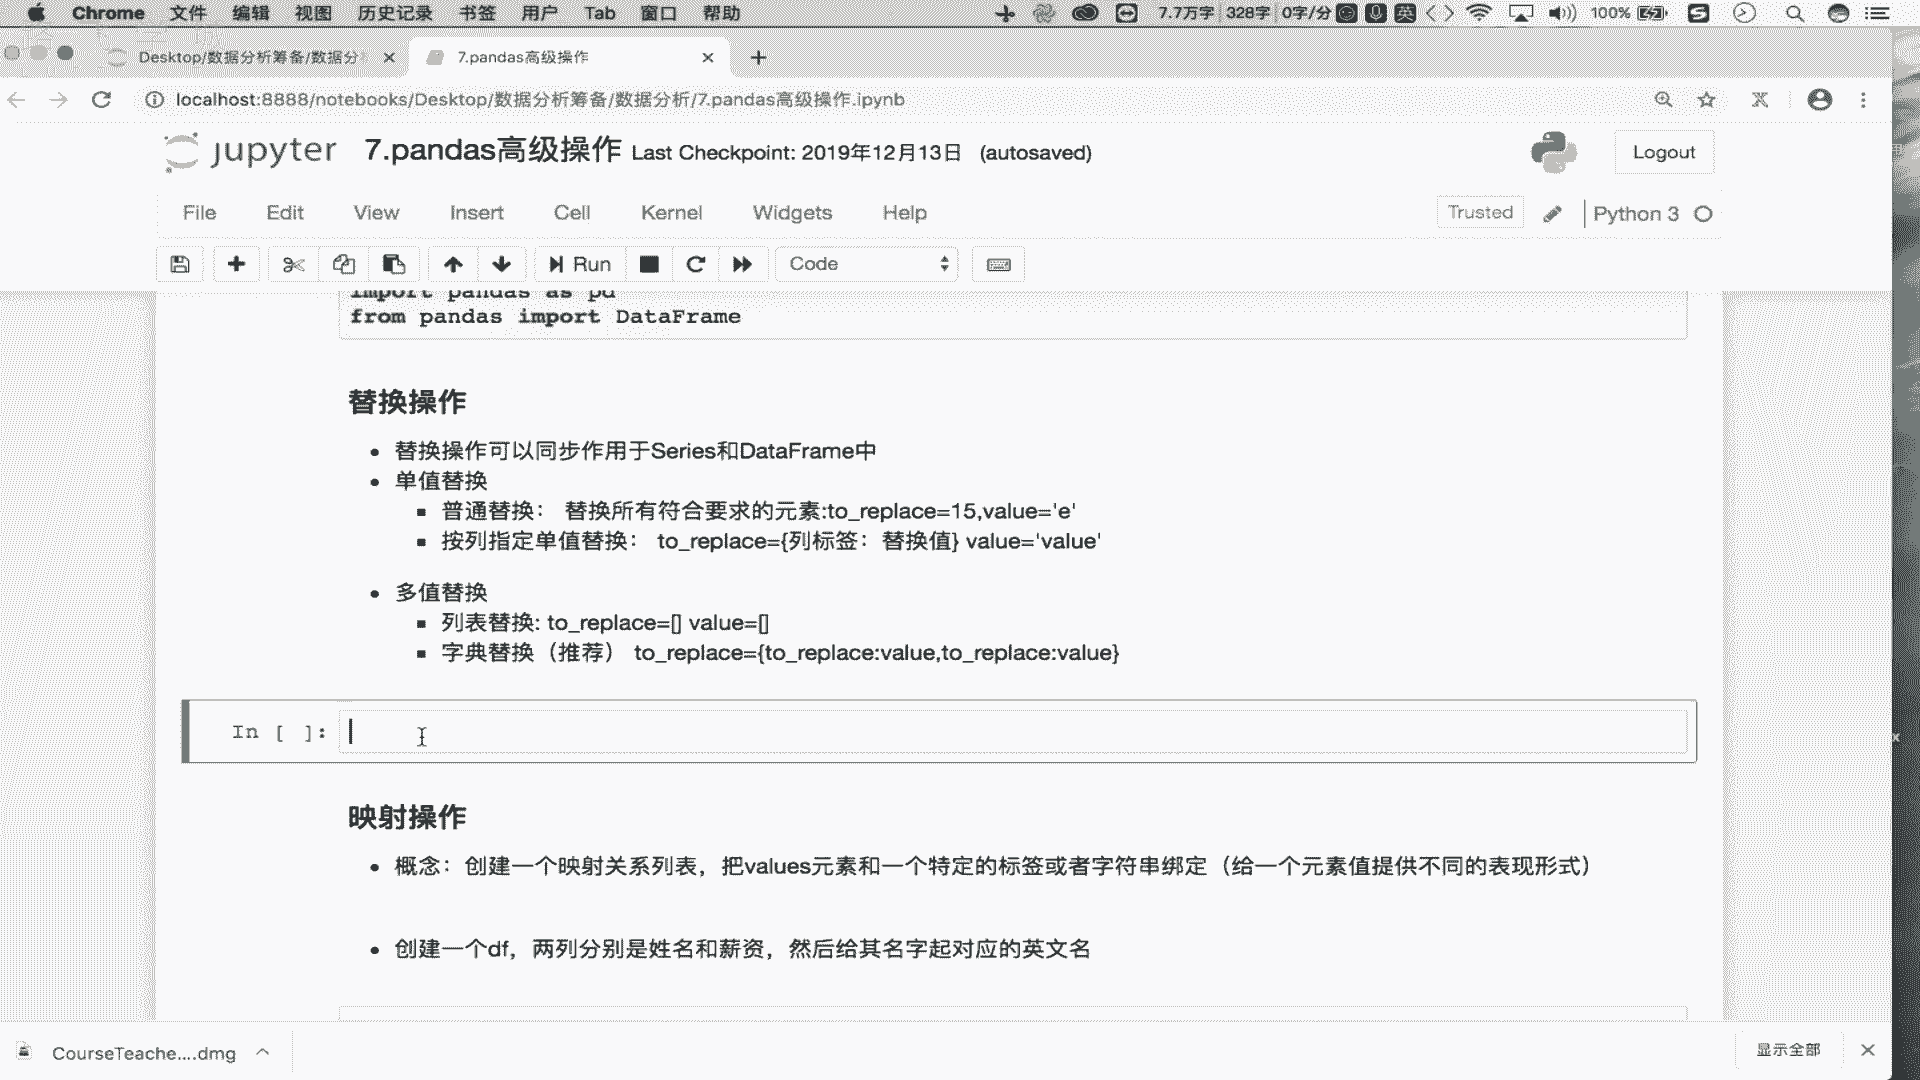 Chrome 文件 编辑 视图 历史记录 书签 用户 Tab 窗口 帮助 7.7万字 328字 0字/分 英 100%
Desktop/数据分析筹备/数据分 7.pandas高级操作
localhost:8888/notebooks/Desktop/数据分析筹备/数据分析/7.pandas高级操作.ipynb
jupyter 7.pandas高级操作 Last Checkpoint: 2019年12月13日 (autosaved) Logout
File Edit View Insert Cell Kernel Widgets Help Trusted Python 3
Run Code
import pandas as pd
from pandas import DataFrame
替换操作
替换操作可以同步作用于Series和DataFrame中
单值替换
普通替换： 替换所有符合要求的元素:to_replace=15,value='e'
按列指定单值替换： to_replace={列标签：替换值} value='value'
多值替换
列表替换: to_replace=[] value=[]
字典替换（推荐） to_replace={to_replace:value,to_replace:value}
In [ ]:
映射操作
概念：创建一个映射关系列表，把values元素和一个特定的标签或者字符串绑定（给一个元素值提供不同的表现形式）
创建一个df，两列分别是姓名和薪资，然后给其名字起对应的英文名
CourseTeache....dmg 显示全部